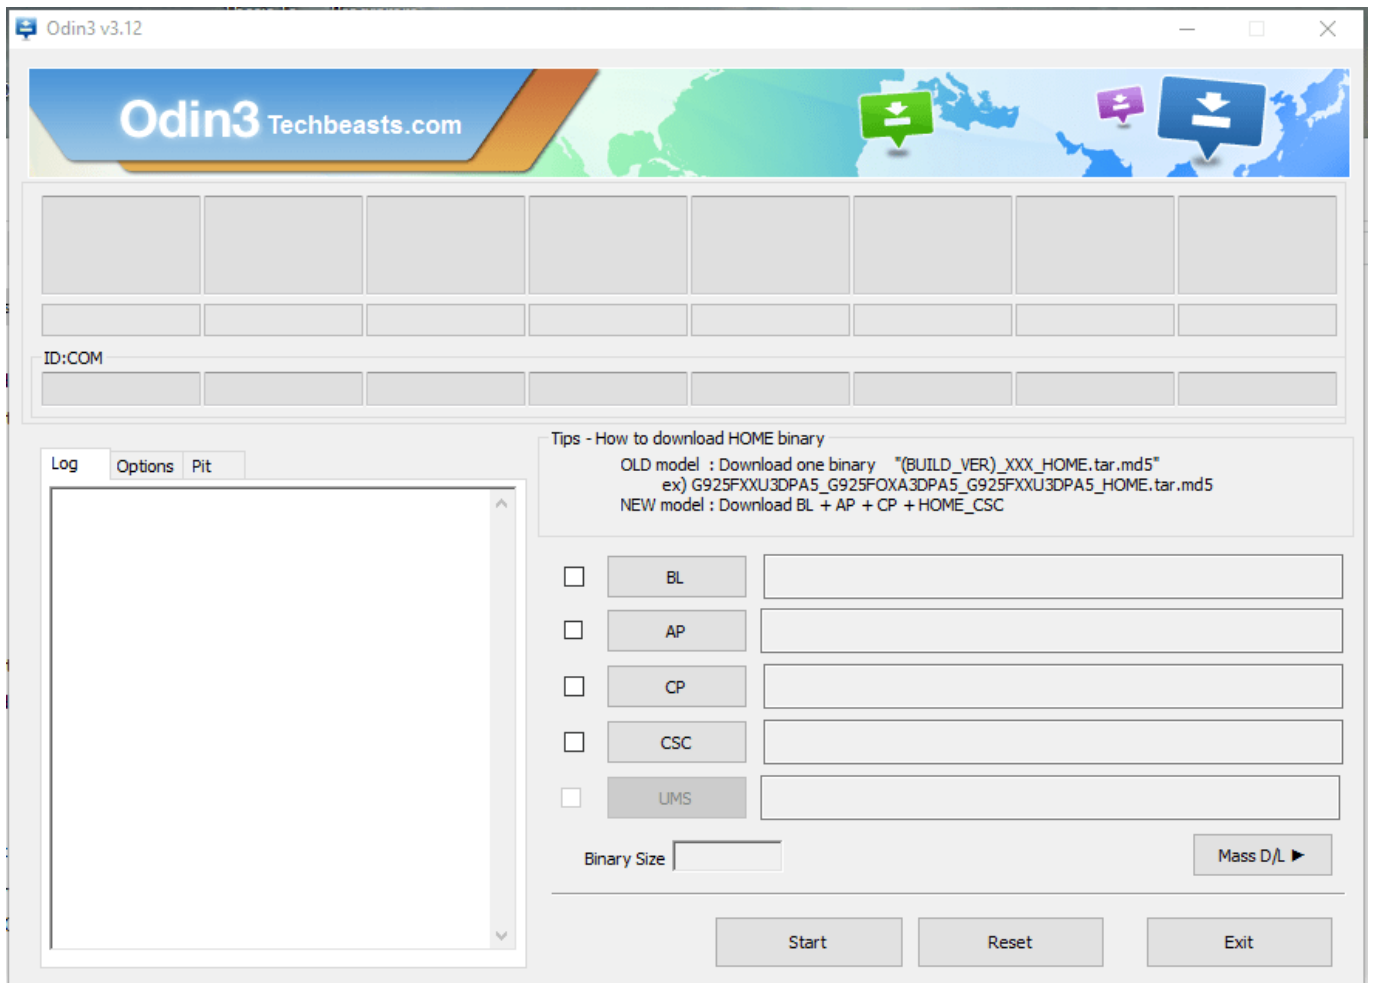 Odin3 v3.12
Odin3 Techbeasts.com
ID:COM
Log Options Pit
Tips - How to download HOME binary
OLD model : Download one binary "(BUILD_VER)_XXX_HOME.tar.md5"
ex) G925FXXU3DPA5_G925FOXA3DPA5_G925FXXU3DPA5_HOME.tar.md5
NEW model : Download BL + AP + CP + HOME_CSC
BL
AP
CP
CSC
UMS
Binary Size
Mass D/L ►
Start Reset Exit